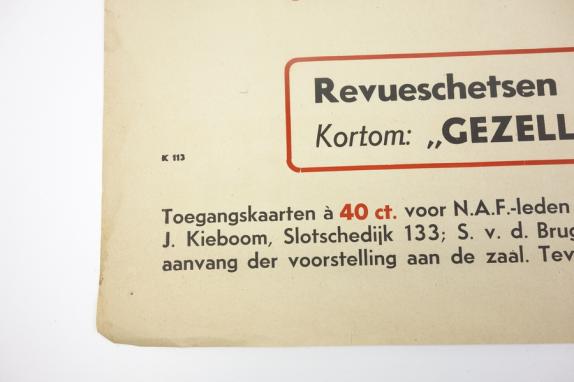 Revueschetsen
Kortom: „GEZELL
K 113
Toegangskaarten à 40 ct. voor N.A.F.-leden
J. Kieboom, Slotschedijk 133; S. v. d. Brug
aanvang der voorstelling aan de zaal. Tev